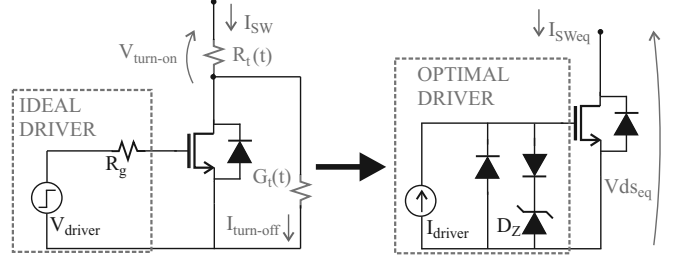 I_SW
V_turn-on
R_t(t)
IDEAL
DRIVER
R_g
V_driver
G_t(t)
I_turn-off
I_SWeq
OPTIMAL
DRIVER
I_driver
D_Z
Vds_eq